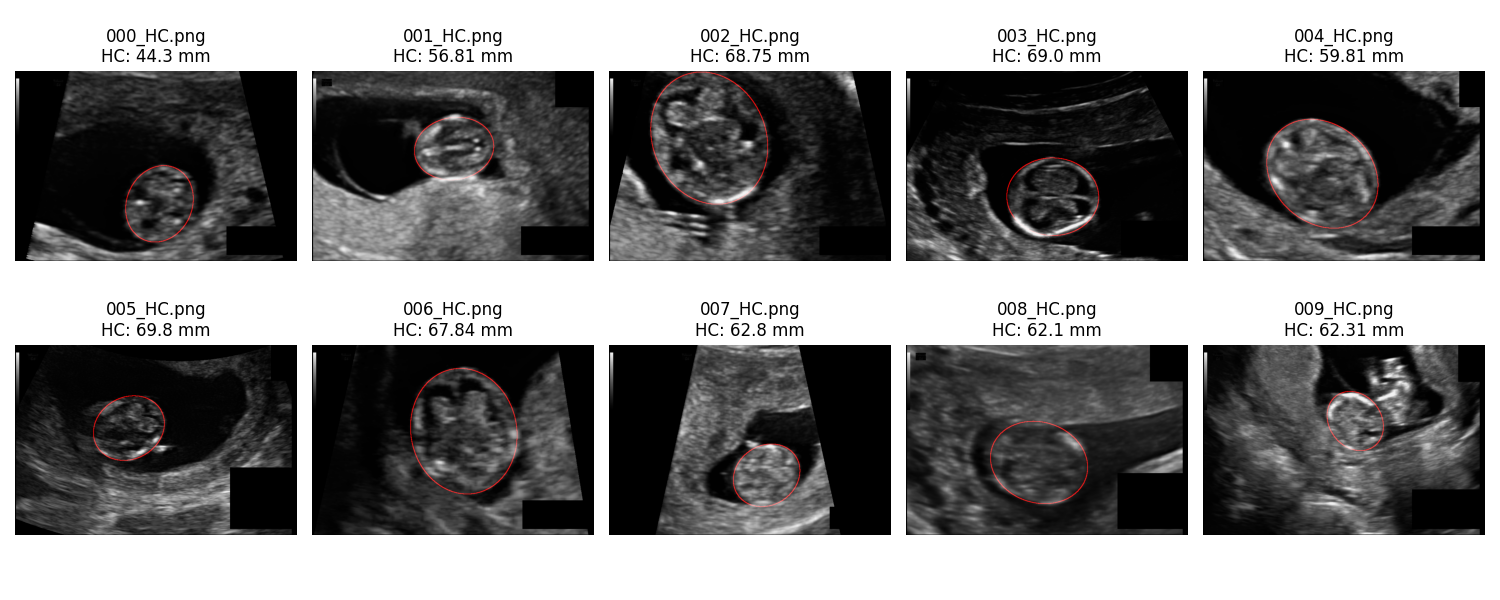 000_HC.png
HC: 44.3 mm
001_HC.png
HC: 56.81 mm
002_HC.png
HC: 68.75 mm
003_HC.png
HC: 69.0 mm
004_HC.png
HC: 59.81 mm
005_HC.png
HC: 69.8 mm
006_HC.png
HC: 67.84 mm
007_HC.png
HC: 62.8 mm
008_HC.png
HC: 62.1 mm
009_HC.png
HC: 62.31 mm